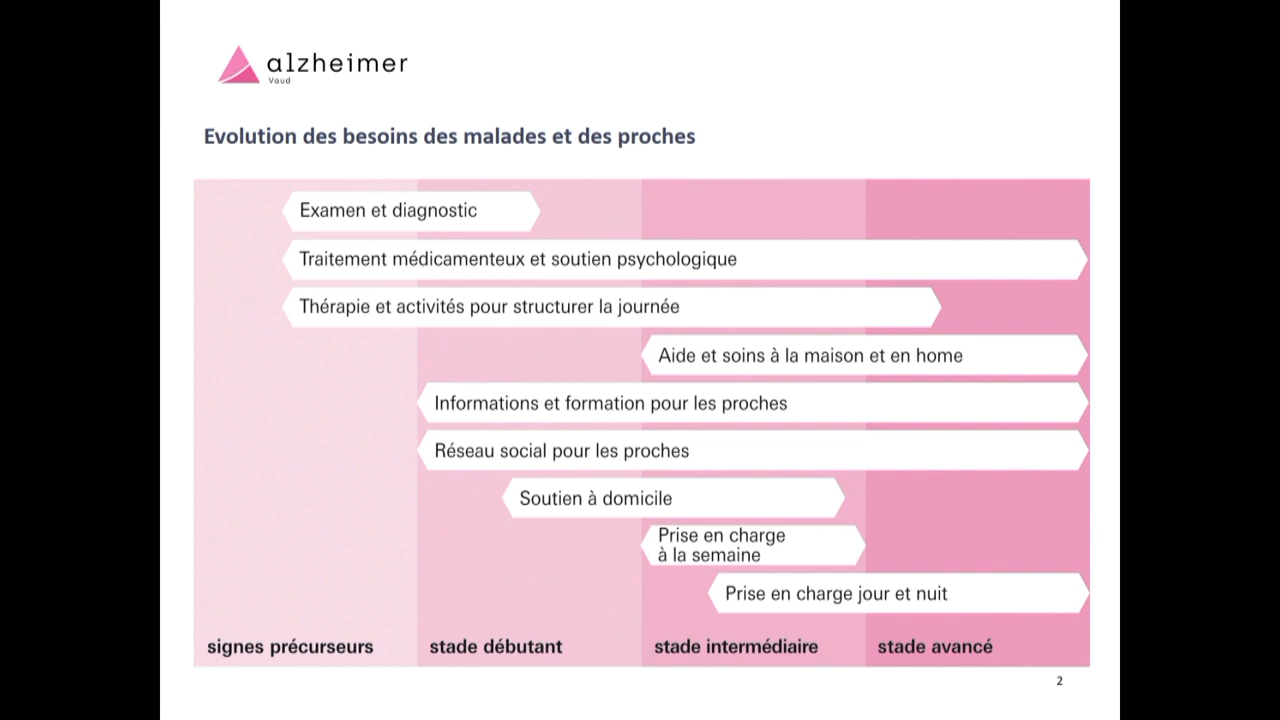 alzheimer
Vaud
Evolution des besoins des malades et des proches
Examen et diagnostic
Traitement médicamenteux et soutien psychologique
Thérapie et activités pour structurer la journée
Aide et soins à la maison et en home
Informations et formation pour les proches
Réseau social pour les proches
Soutien à domicile
Prise en charge
à la semaine
Prise en charge jour et nuit
signes précurseurs
stade débutant
stade intermédiaire
stade avancé
2